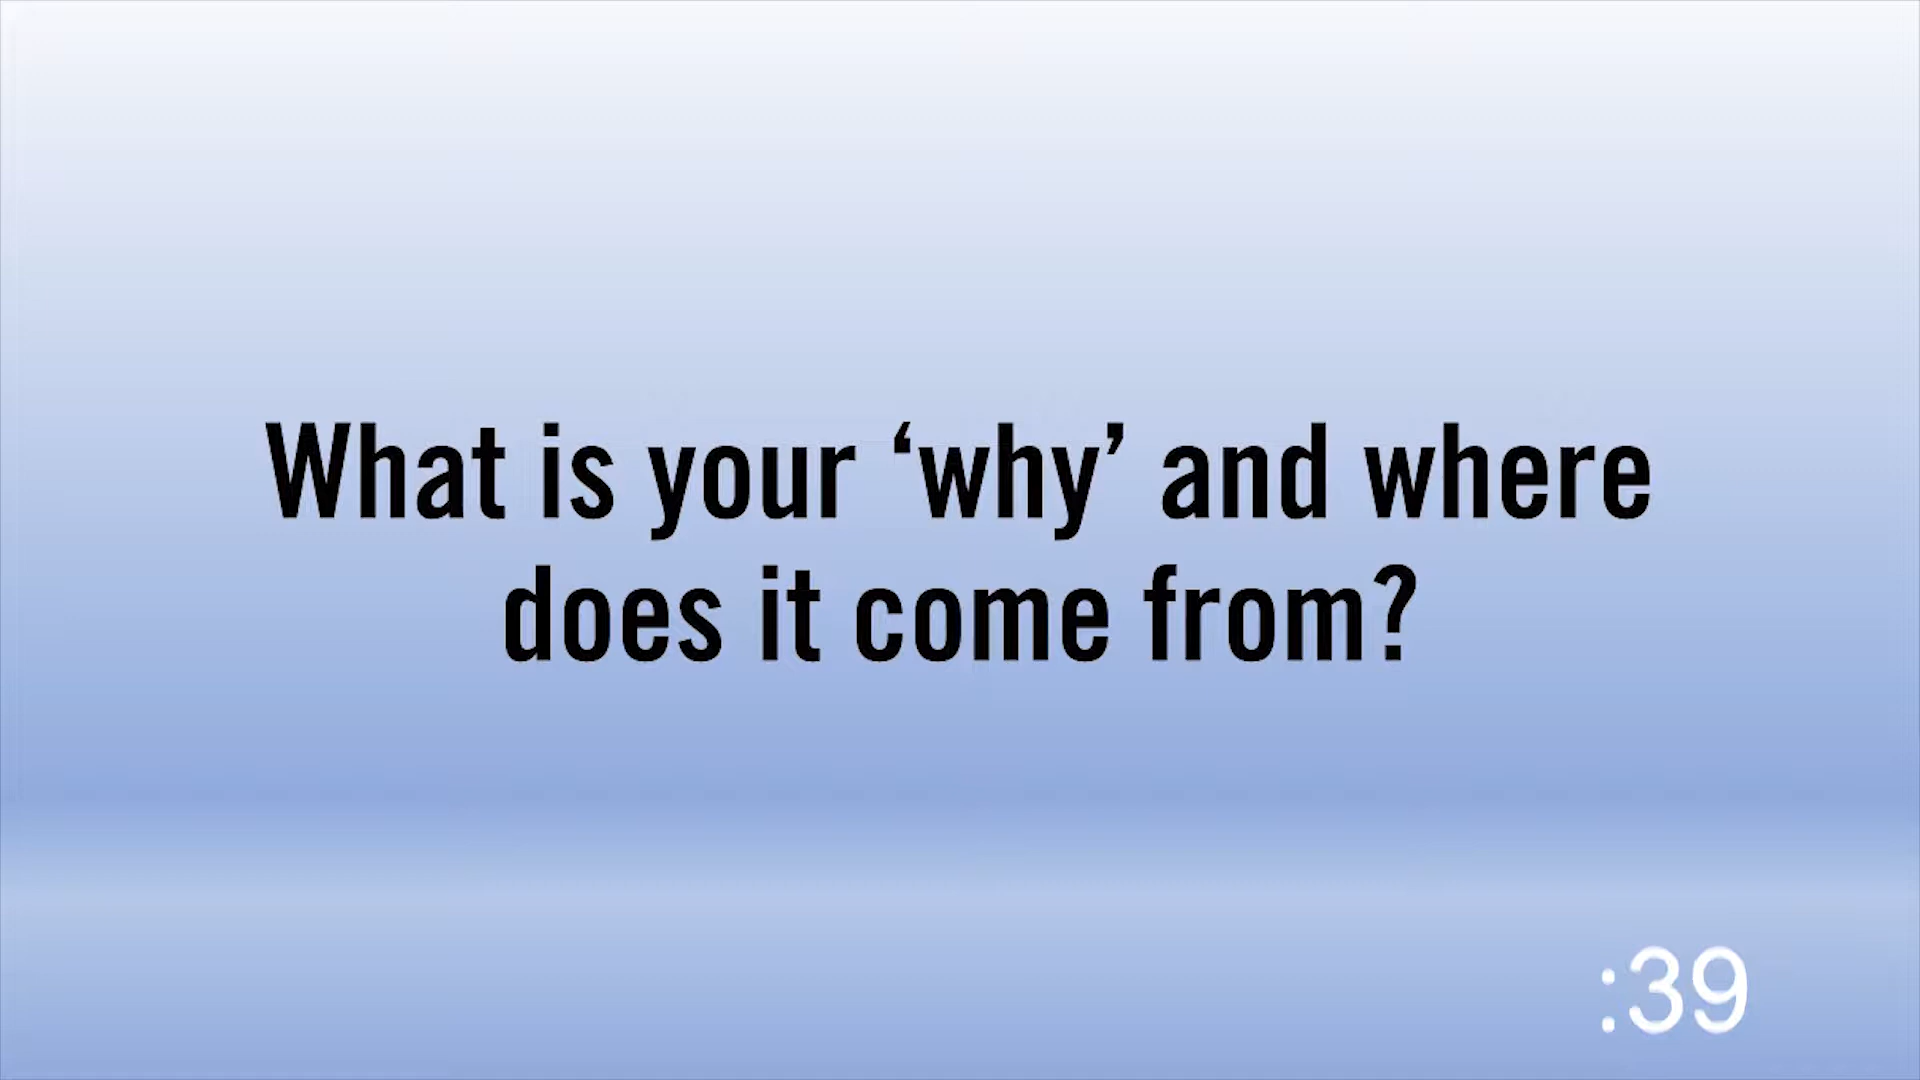 What is your ‘why’ and where
does it come from?
:39